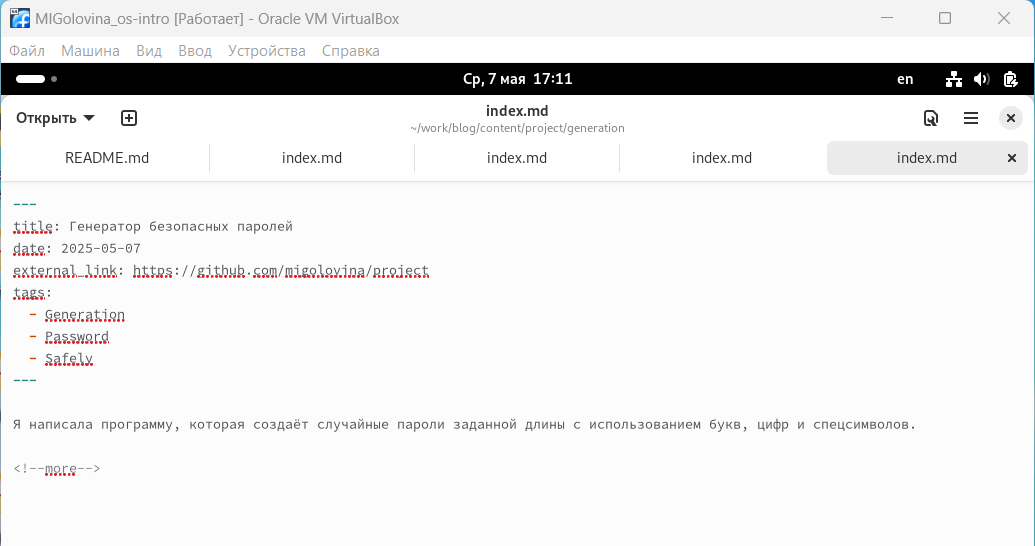 MIGolovina_os-intro [Работает] - Oracle VM VirtualBox
Файл Машина Вид Ввод Устройства Справка
Ср, 7 мая 17:11 en
Открыть index.md
~/work/blog/content/project/generation
README.md index.md index.md index.md index.md
---
title: Генератор безопасных паролей
date: 2025-05-07
external_link: https://github.com/migolovina/project
tags:
- Generation
- Password
- Safely
---
Я написала программу, которая создаёт случайные пароли заданной длины с использованием букв, цифр и спецсимволов.
<!--more-->